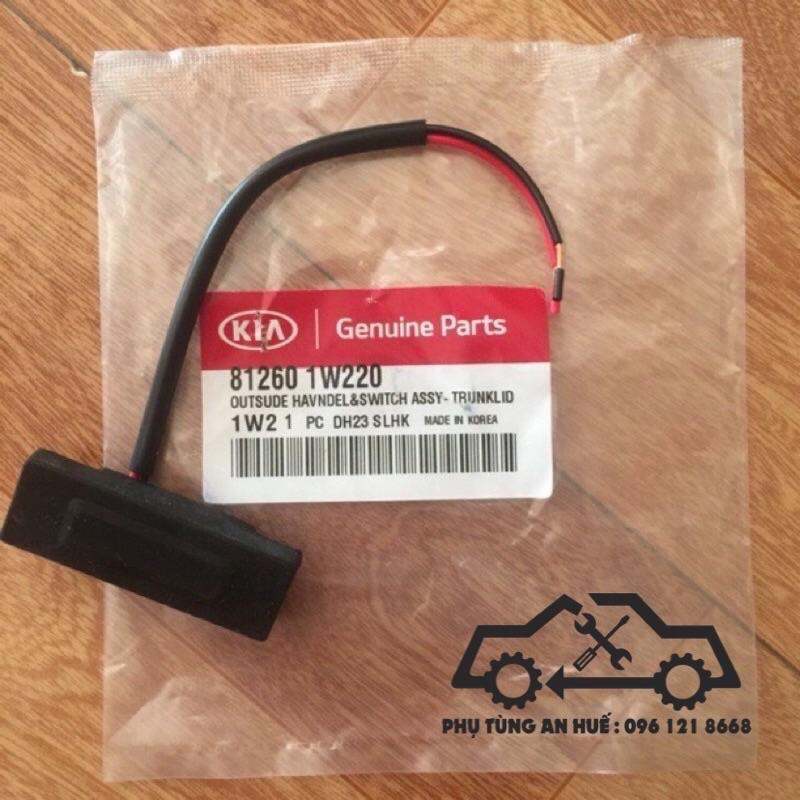 KIA Genuine Parts
81260 1W220
OUTSUDE HAVNDEL&SWITCH ASSY- TRUNKLID
1W2 1 PC DH23 SLHK MADE IN KOREA
PHỤ TÙNG AN HUẾ : 096 121 8668